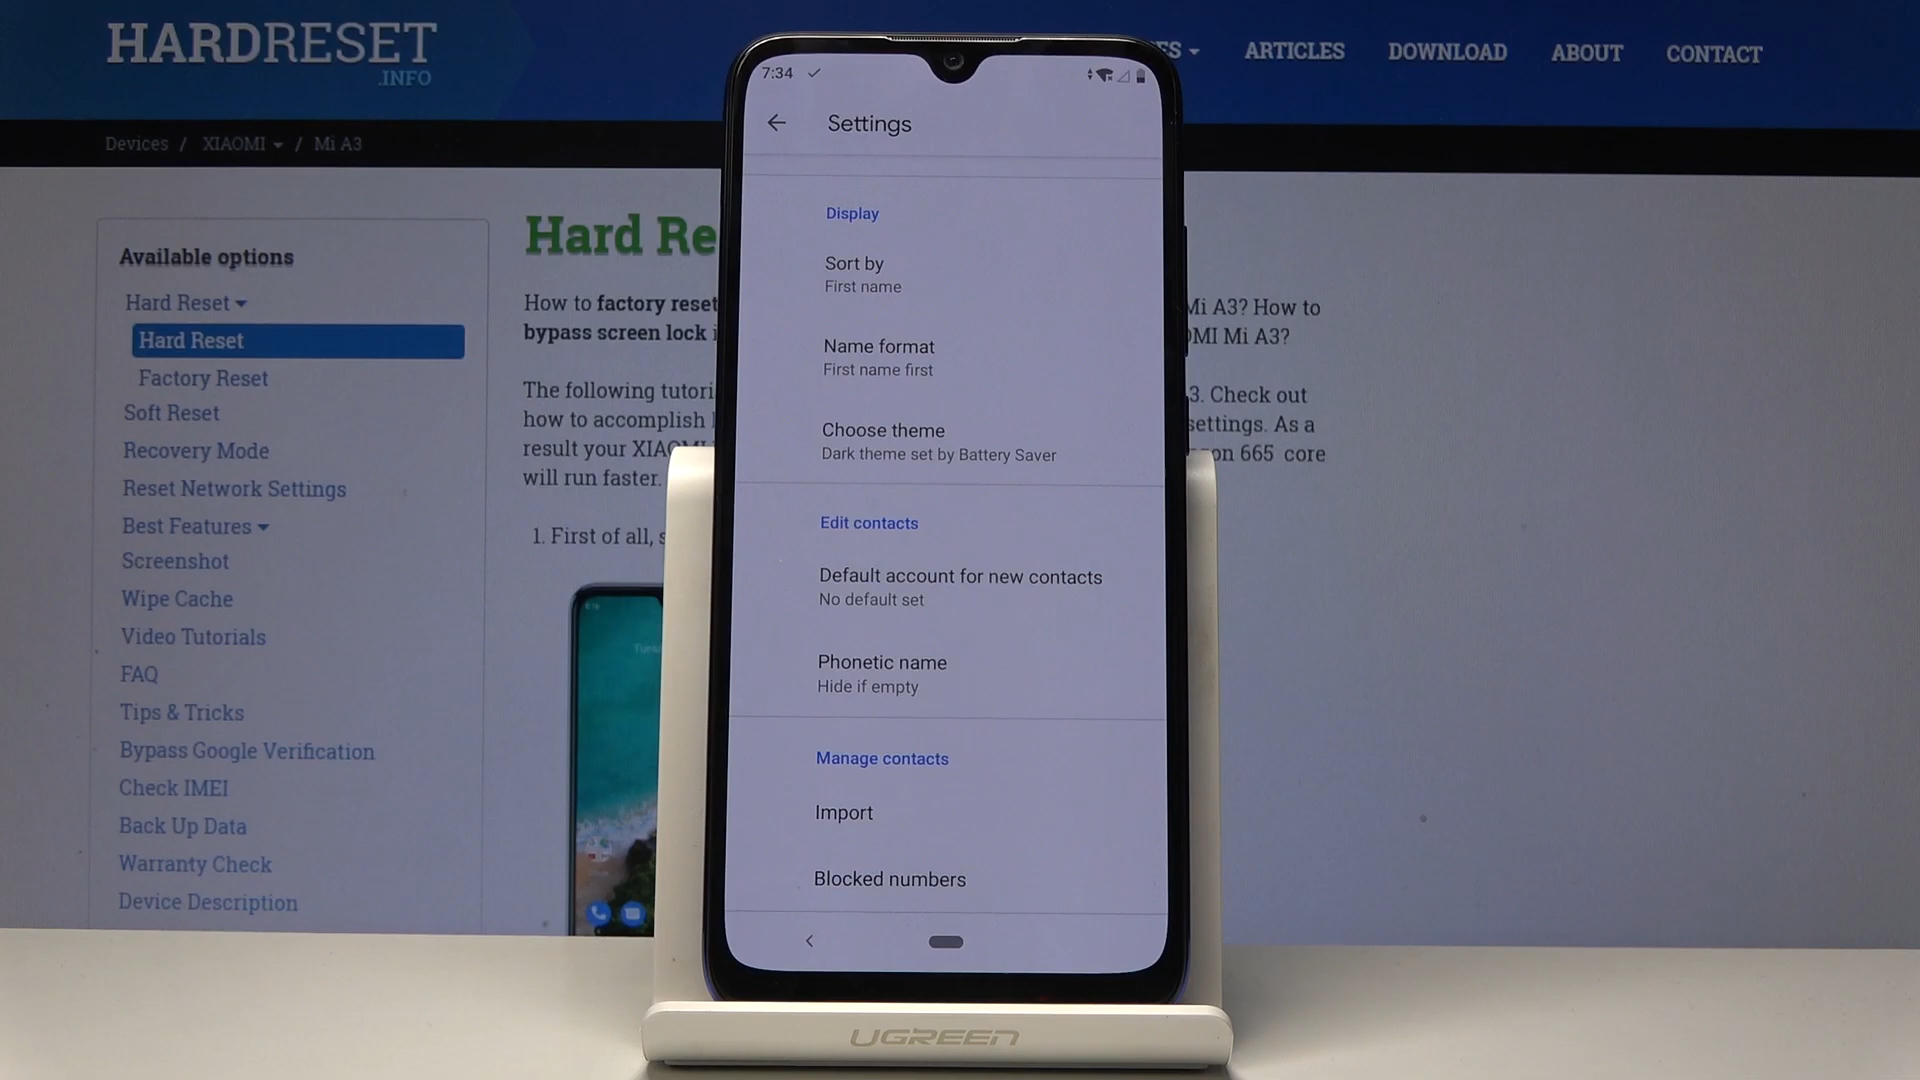 HARDRESET
.INFO
ARTICLES DOWNLOAD ABOUT CONTACT
Devices / XIAOMI / Mi A3
Available options
Hard Reset
Hard Reset
Factory Reset
Soft Reset
Recovery Mode
Reset Network Settings
Best Features
Screenshot
Wipe Cache
Video Tutorials
FAQ
Tips & Tricks
Bypass Google Verification
Check IMEI
Back Up Data
Warranty Check
Device Description
Hard Re
How to factory reset
Mi A3? How to
bypass screen lock
MI Mi A3?
The following
3. Check out
how to accomplish
settings. As a
result your
665 core
will run faster.
1. First of all,
7:34
Settings
Display
Sort by
First name
Name format
First name first
Choose theme
Dark theme set by Battery Saver
Edit contacts
Default account for new contacts
No default set
Phonetic name
Hide if empty
Manage contacts
Import
Blocked numbers
UGREEN